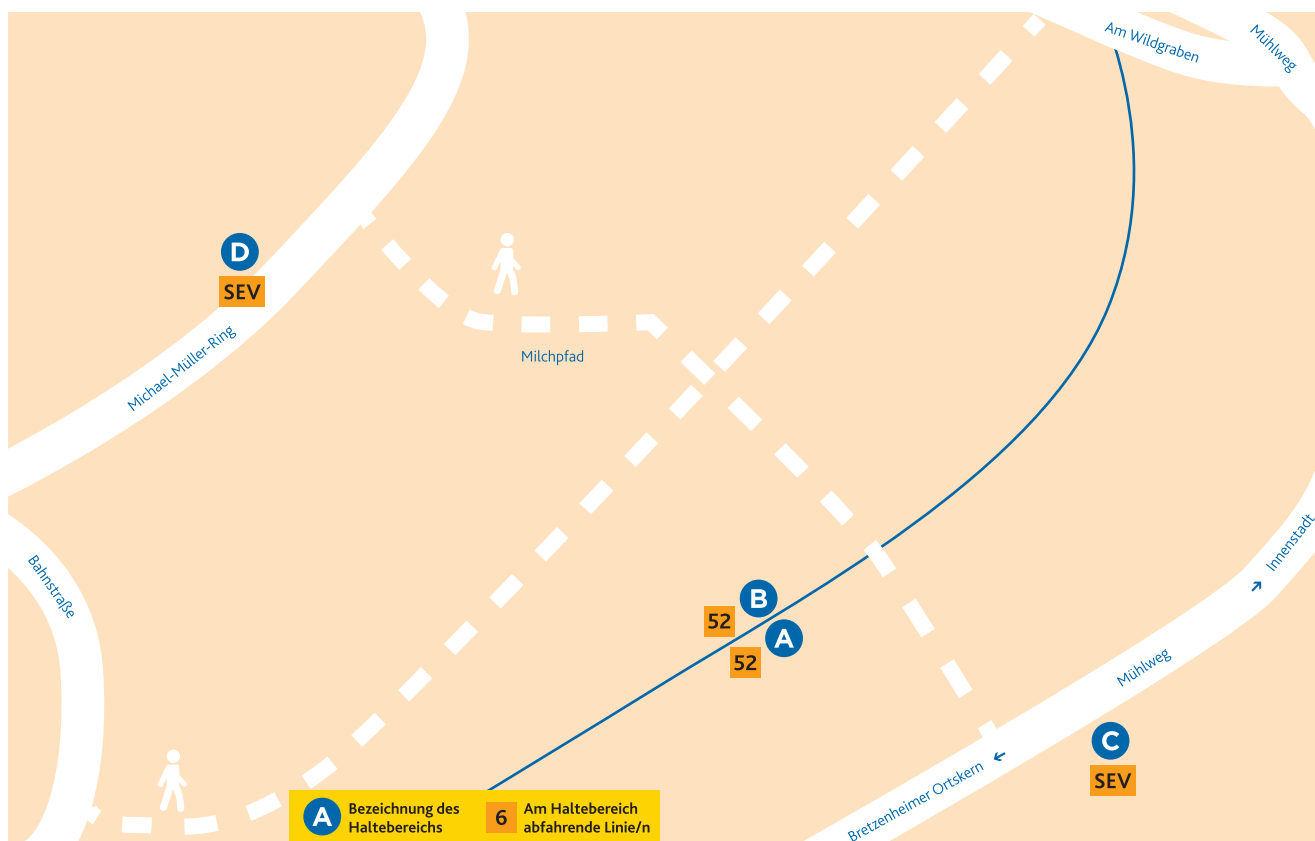 Am Wildgraben
Mühlweg
D
SEV
Michael-Müller-Ring
Milchpfad
Bahnstraße
Innenstadt
B
52
A
52
Mühlweg
C
SEV
Bretzenheimer Ortskern
A
Bezeichnung des
Haltebereichs
6
Am Haltebereich
abfahrende Linie/n